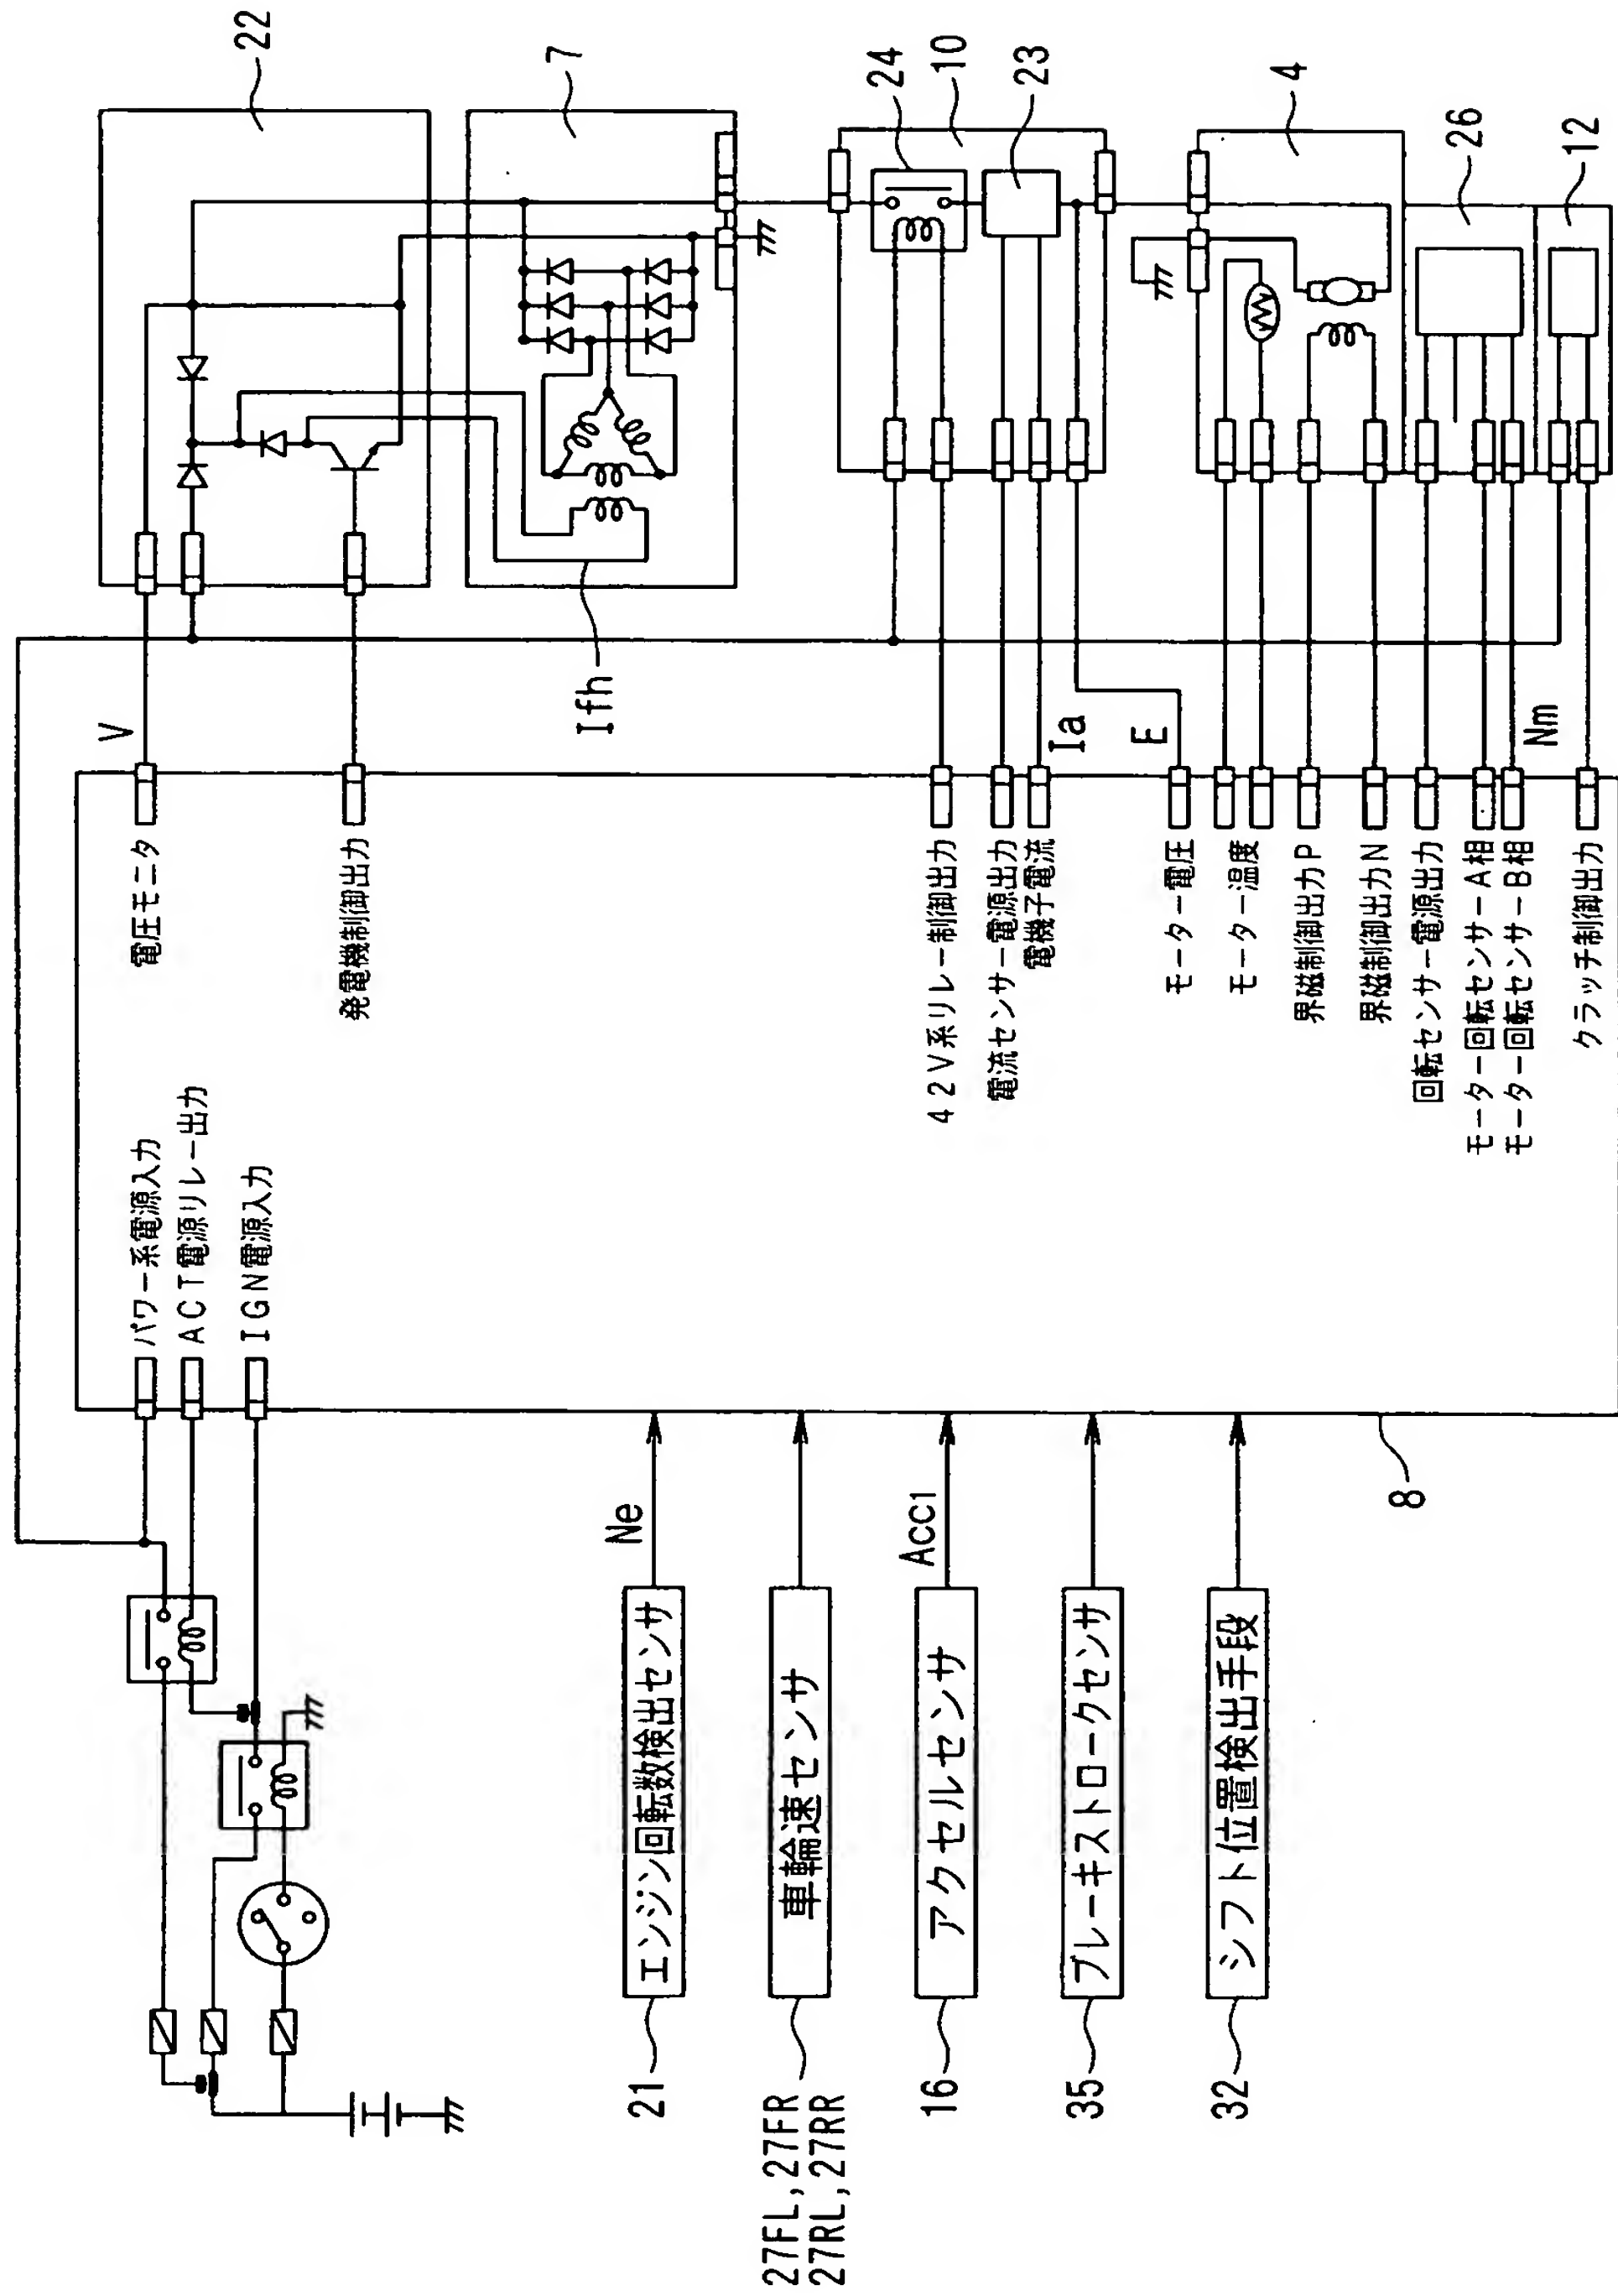 パワー系電源入力
ACT電源リレー出力
IGN電源入力
電圧モニタ
V
発電機制御出力
42V系リレー制御出力
電流センサー電源出力
電機子電流
Ia
モーター電圧
E
モーター温度
界磁制御出力P
界磁制御出力N
回転センサー電源出力
モーター回転センサーA相
モーター回転センサーB相
Nm
クラッチ制御出力
Ifh
22
7
24
10
23
4
26
12
21
エンジン回転数検出センサ
Ne
27FL,27FR
27RL,27RR
車輪速センサ
16
アクセルセンサ
Acc1
35
ブレーキストロークセンサ
32
シフト位置検出手段
8